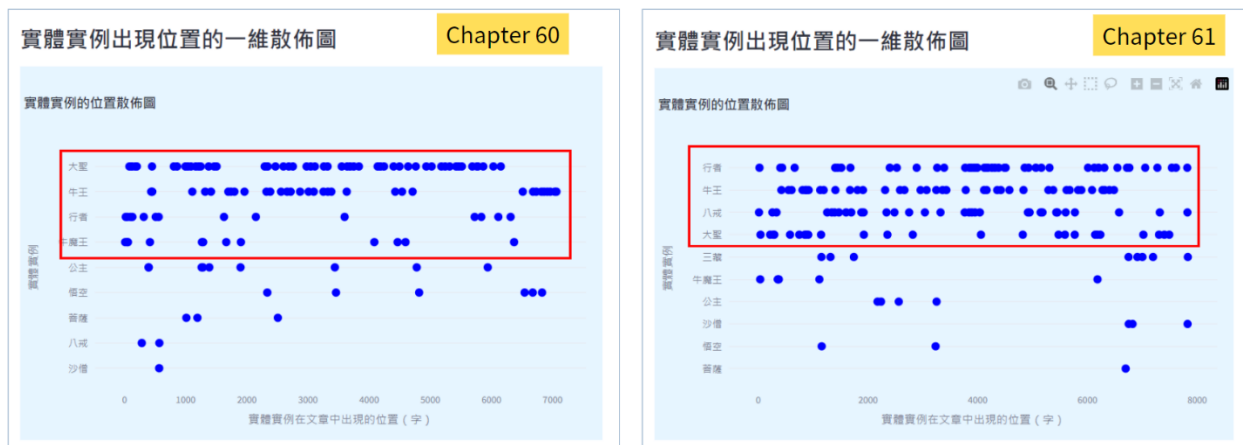 實體實例出現位置的一維散佈圖
Chapter 60
實體實例的位置散佈圖
大聖
牛王
行者
牛魔王
公主
悟空
菩薩
八戒
沙僧
實體實例
0 1000 2000 3000 4000 5000 6000 7000
實體實例在文章中出現的位置(字)
實體實例出現位置的一維散佈圖
Chapter 61
實體實例的位置散佈圖
行者
牛王
八戒
大聖
三藏
牛魔王
公主
沙僧
悟空
菩薩
實體實例
0 2000 4000 6000 8000
實體實例在文章中出現的位置(字)